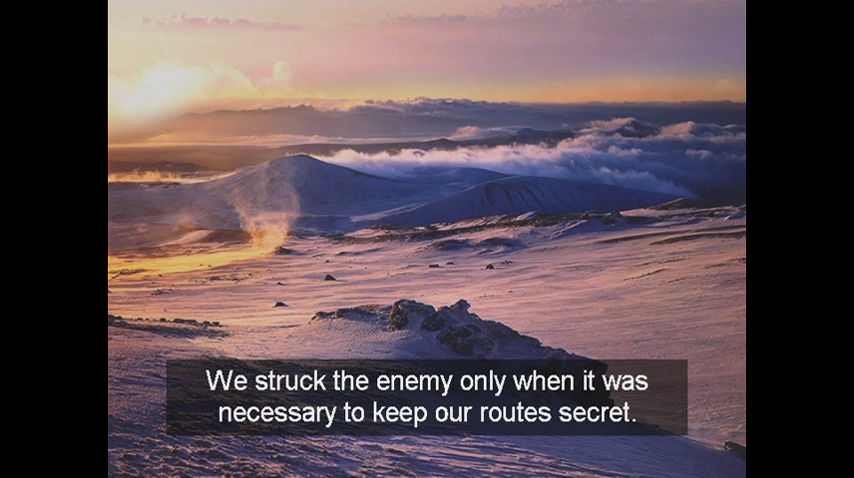 We struck the enemy only when it was
necessary to keep our routes secret.